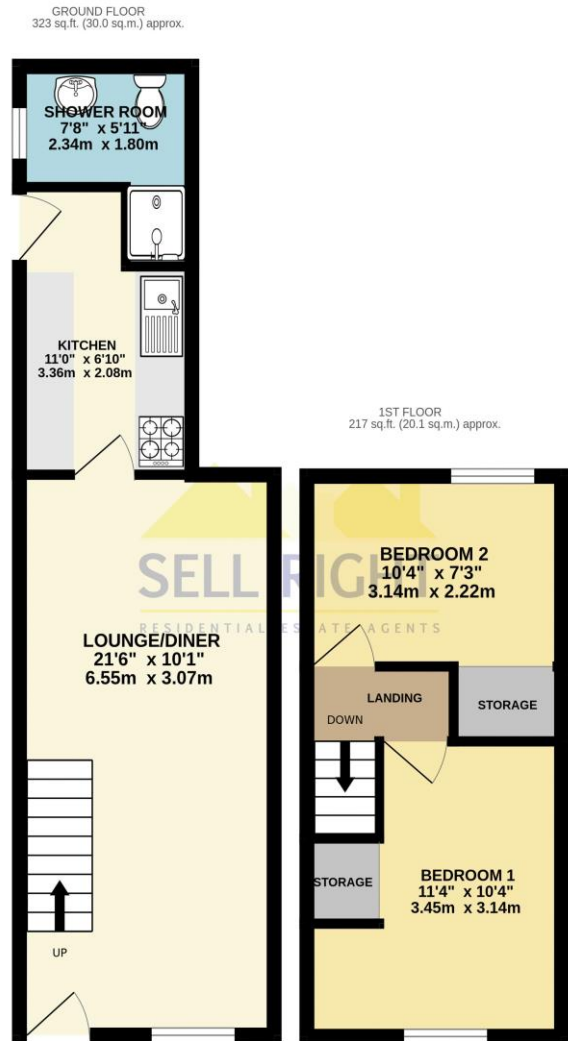 GROUND FLOOR
323 sq.ft. (30.0 sq.m.) approx.
SHOWER ROOM
7'8" x 5'11"
2.34m x 1.80m
KITCHEN
11'0" x 6'10"
3.36m x 2.08m
LOUNGE/DINER
21'6" x 10'1"
6.55m x 3.07m
UP
1ST FLOOR
217 sq.ft. (20.1 sq.m.) approx.
BEDROOM 2
10'4" x 7'3"
3.14m x 2.22m
LANDING
STORAGE
DOWN
STORAGE
BEDROOM 1
11'4" x 10'4"
3.45m x 3.14m
SELL RIGHT
RESIDENTIAL ESTATE AGENTS